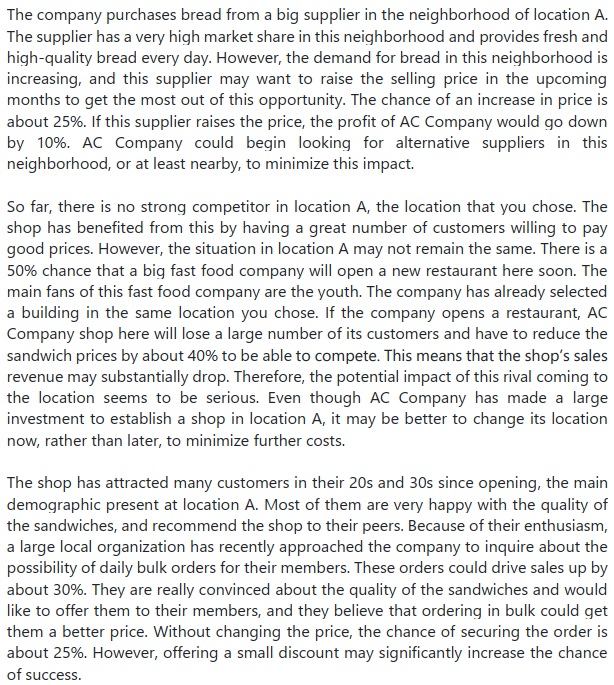 The company purchases bread from a big supplier in the neighborhood of location A.
The supplier has a very high market share in this neighborhood and provides fresh and
high-quality bread every day. However, the demand for bread in this neighborhood is
increasing, and this supplier may want to raise the selling price in the upcoming
months to get the most out of this opportunity. The chance of an increase in price is
about 25%. If this supplier raises the price, the profit of AC Company would go down
by 10%. AC Company could begin looking for alternative suppliers in this
neighborhood, or at least nearby, to minimize this impact.

So far, there is no strong competitor in location A, the location that you chose. The
shop has benefited from this by having a great number of customers willing to pay
good prices. However, the situation in location A may not remain the same. There is a
50% chance that a big fast food company will open a new restaurant here soon. The
main fans of this fast food company are the youth. The company has already selected
a building in the same location you chose. If the company opens a restaurant, AC
Company shop here will lose a large number of its customers and have to reduce the
sandwich prices by about 40% to be able to compete. This means that the shop's sales
revenue may substantially drop. Therefore, the potential impact of this rival coming to
the location seems to be serious. Even though AC Company has made a large
investment to establish a shop in location A, it may be better to change its location
now, rather than later, to minimize further costs.

The shop has attracted many customers in their 20s and 30s since opening, the main
demographic present at location A. Most of them are very happy with the quality of
the sandwiches, and recommend the shop to their peers. Because of their enthusiasm,
a large local organization has recently approached the company to inquire about the
possibility of daily bulk orders for their members. These orders could drive sales up by
about 30%. They are really convinced about the quality of the sandwiches and would
like to offer them to their members, and they believe that ordering in bulk could get
them a better price. Without changing the price, the chance of securing the order is
about 25%. However, offering a small discount may significantly increase the chance
of success.